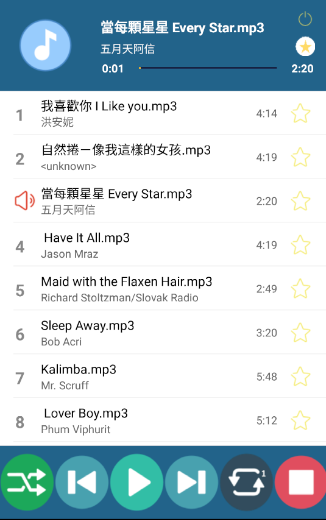 當每顆星星 Every Star.mp3
五月天阿信
0:01
2:20
1
我喜歡你 I Like you.mp3
洪安妮
4:14
2
自然捲－像我這樣的女孩.mp3
<unknown>
4:19
當每顆星星 Every Star.mp3
五月天阿信
2:20
4
Have It All.mp3
Jason Mraz
4:19
5
Maid with the Flaxen Hair.mp3
Richard Stoltzman/Slovak Radio
2:49
6
Sleep Away.mp3
Bob Acri
3:20
7
Kalimba.mp3
Mr. Scruff
5:48
8
Lover Boy.mp3
Phum Viphurit
5:12
1